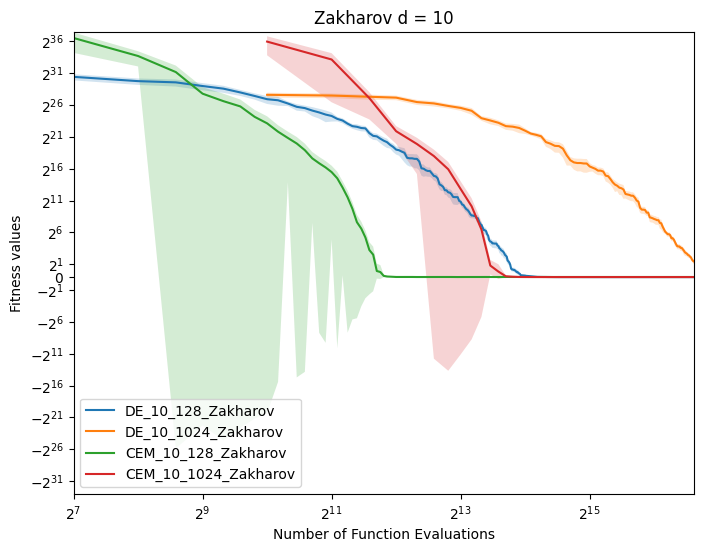 Zakharov d = 10
Fitness values
2^36
2^31
2^26
2^21
2^16
2^11
2^6
2^1
0
−2^1
−2^6
−2^11
−2^16
−2^21
−2^26
−2^31
DE_10_128_Zakharov
DE_10_1024_Zakharov
CEM_10_128_Zakharov
CEM_10_1024_Zakharov
2^7 2^9 2^11 2^13 2^15
Number of Function Evaluations